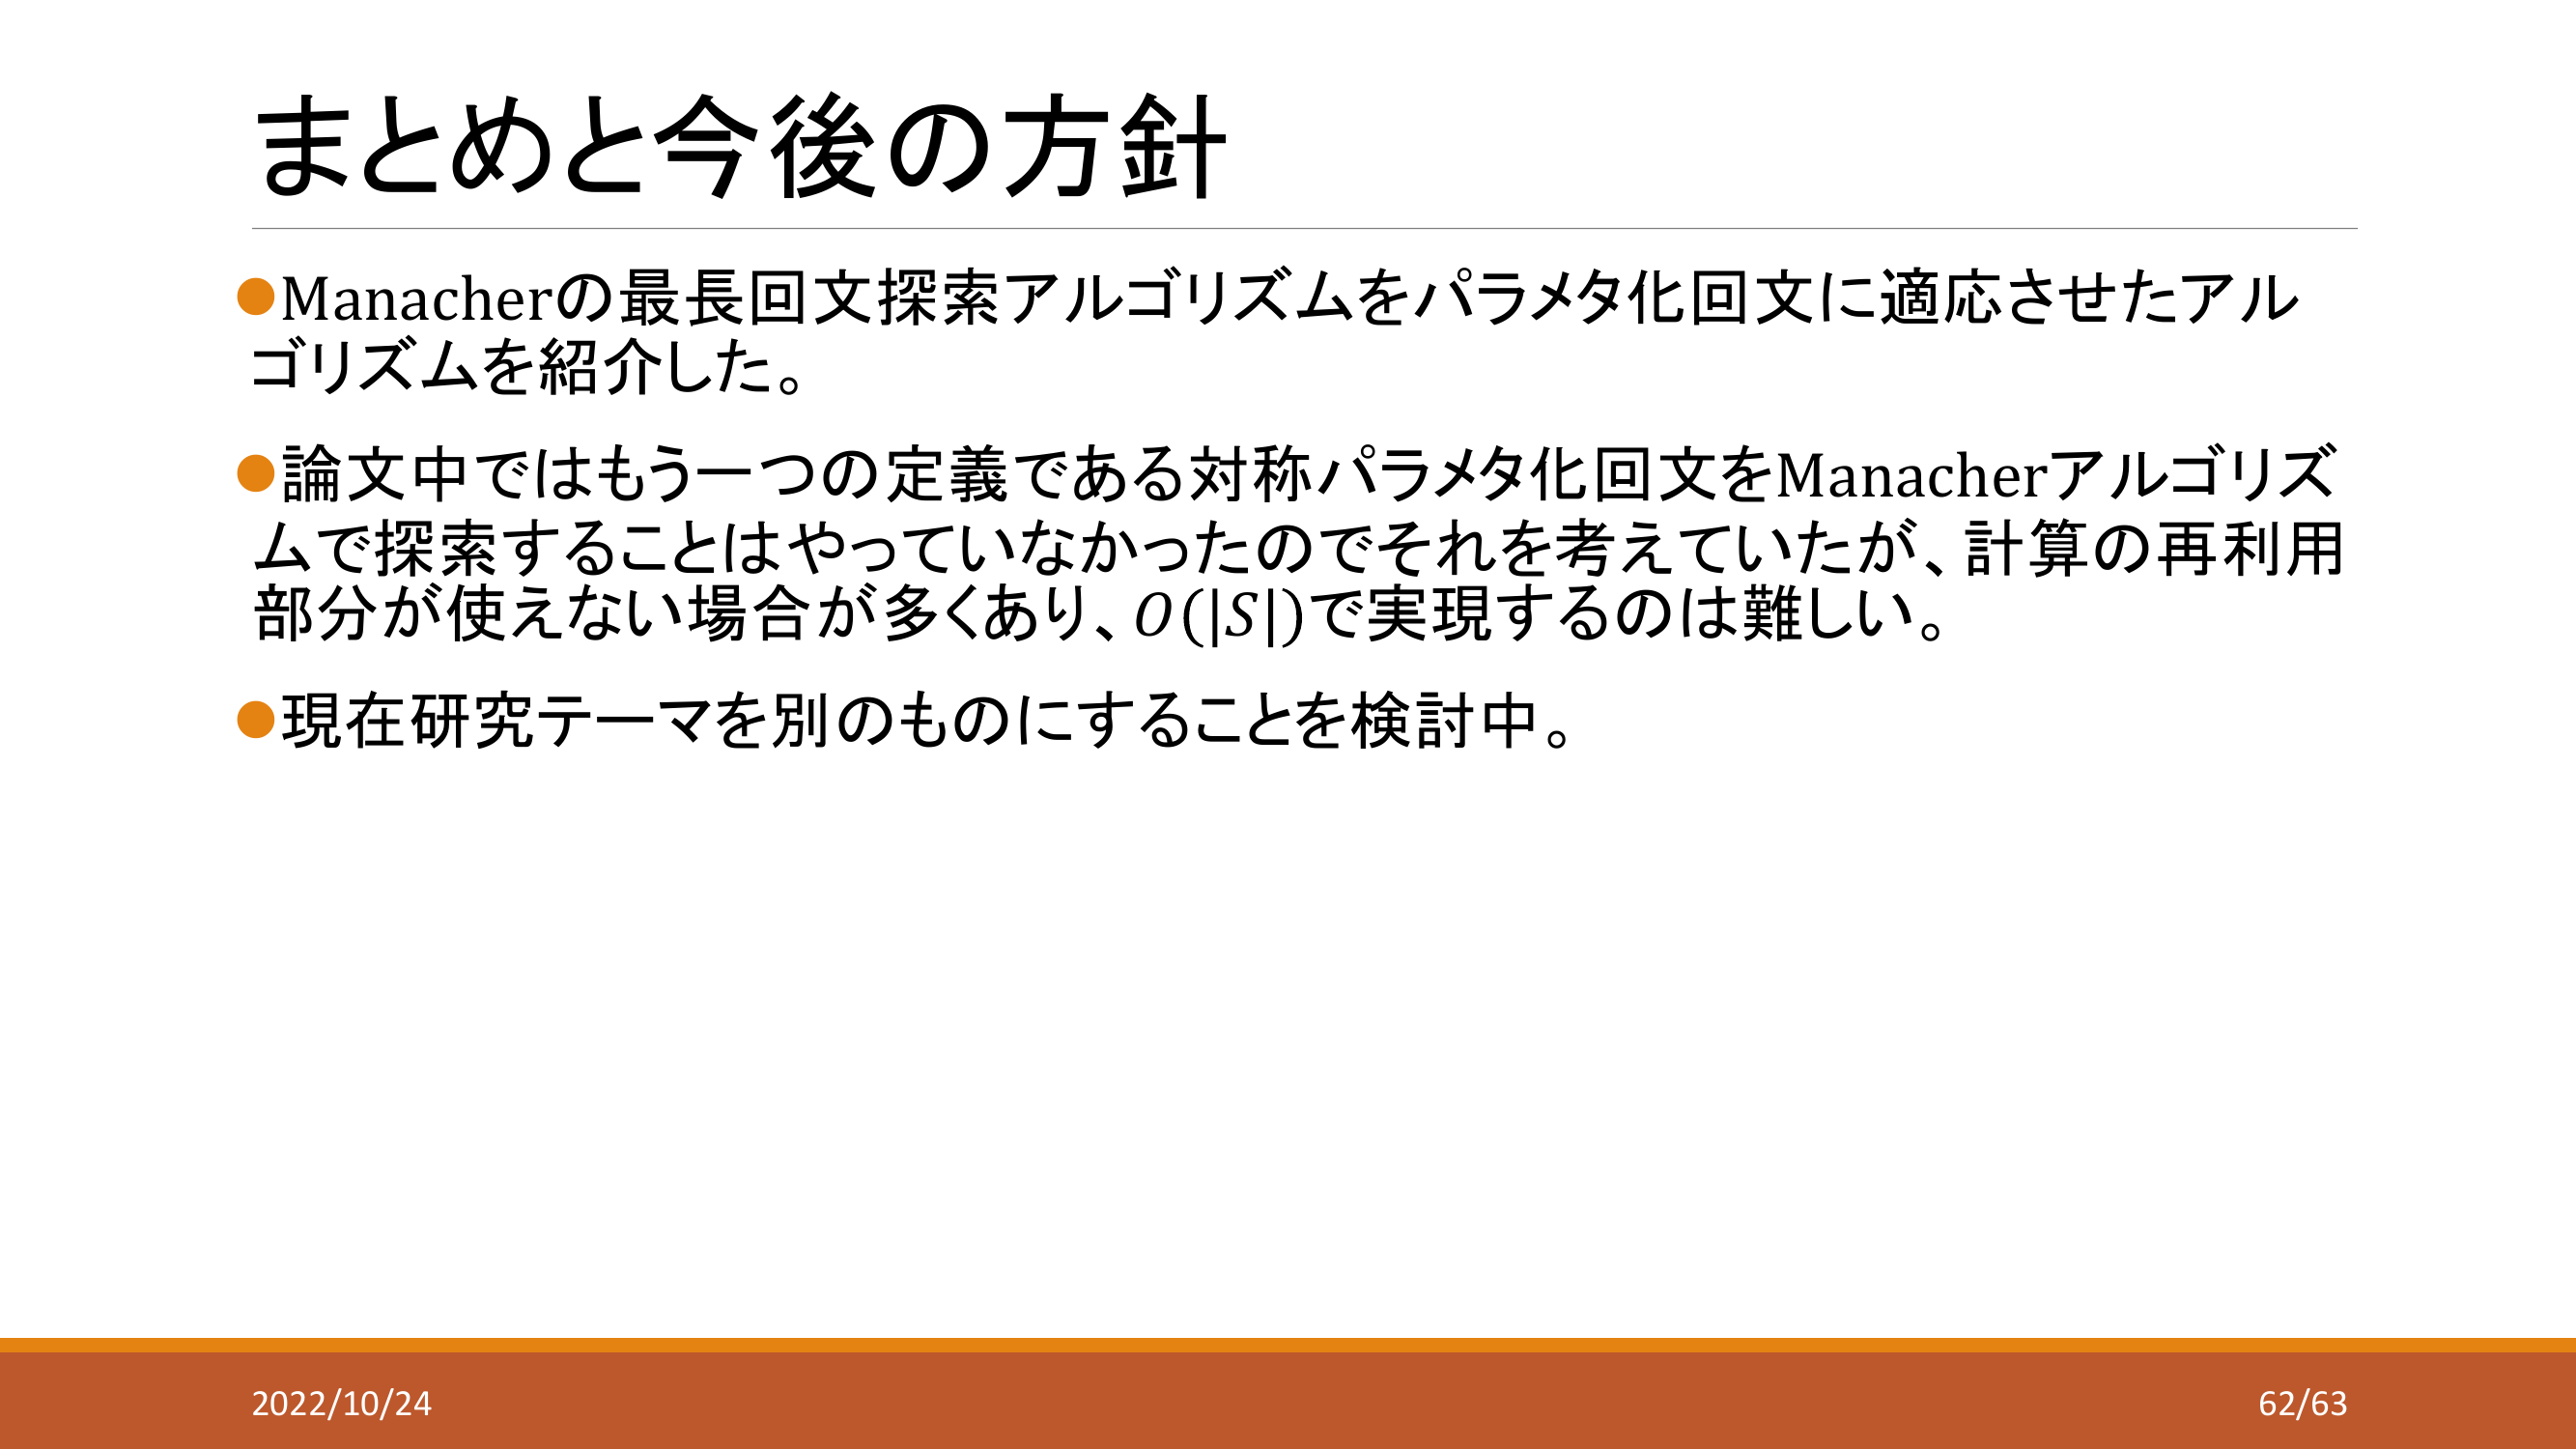 まとめと今後の方針
●Manacherの最長回文探索アルゴリズムをパラメタ化回文に適応させたアル
ゴリズムを紹介した。
●論文中ではもう一つの定義である対称パラメタ化回文をManacherアルゴリズ
ムで探索することはやっていなかったのでそれを考えていたが、計算の再利用
部分が使えない場合が多くあり、O(|S|)で実現するのは難しい。
●現在研究テーマを別のものにすることを検討中。
2022/10/24
62/63